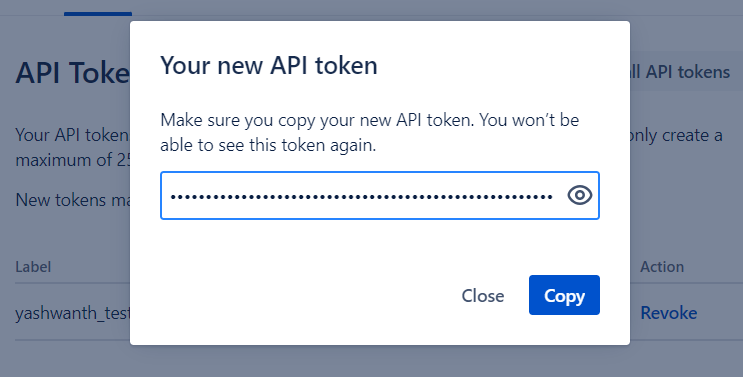 API Toke
Your new API token
all API tokens
Make sure you copy your new API token. You won't be
able to see this token again.
Your API token
only create a
maximum of 25
New tokens ma
••••••••••••••••••••••••••••••••••••••••••••••••••••••
Label
Action
Close
Copy
yashwanth_test
Revoke